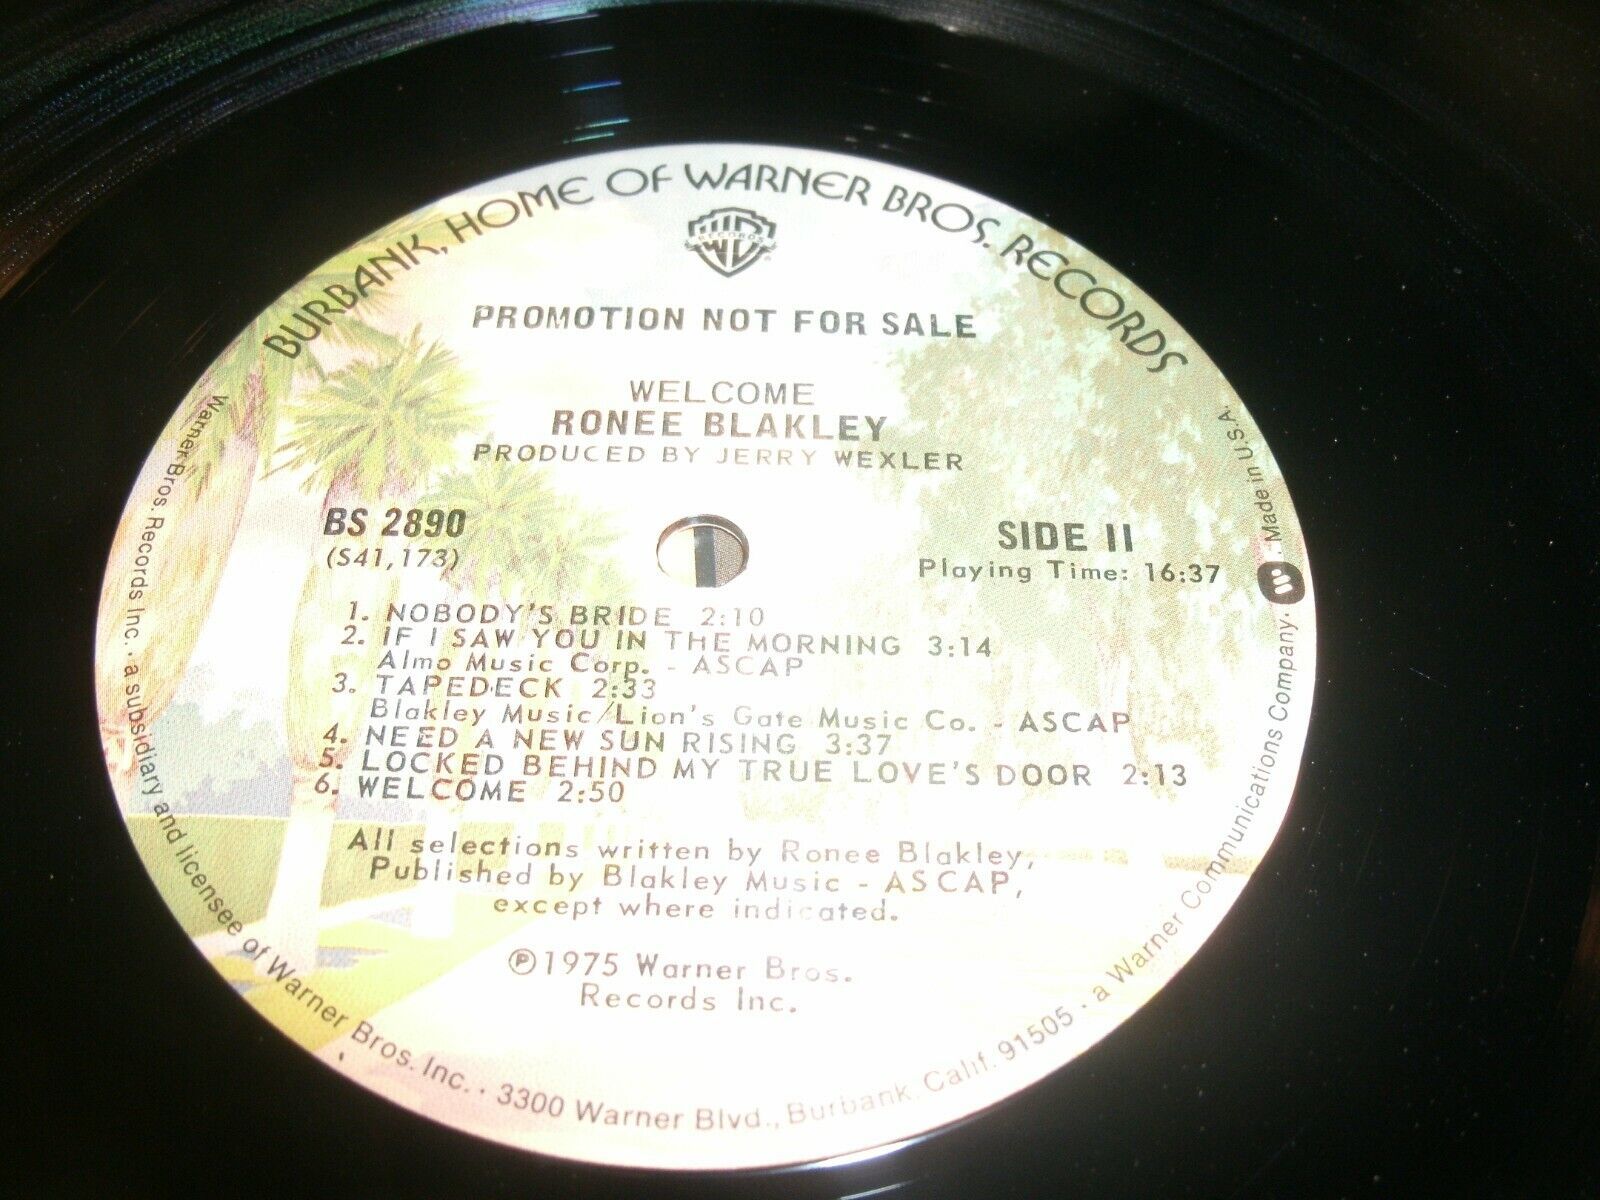 BURBANK, HOME OF WARNER BROS. RECORDS
WB
RECORDS
PROMOTION NOT FOR SALE
WELCOME
RONEE BLAKLEY
PRODUCED BY JERRY WEXLER
BS 2890
(S41,173)
SIDE II
Playing Time: 16:37
1. NOBODY'S BRIDE 2:10
2. IF I SAW YOU IN THE MORNING 3:14
Almo Music Corp. - ASCAP
3. TAPEDECK 2:33
Blakley Music/Lion's Gate Music Co. - ASCAP
4. NEED A NEW SUN RISING 3:37
5. LOCKED BEHIND MY TRUE LOVE'S DOOR 2:13
6. WELCOME 2:50
All selections written by Ronee Blakley,
Published by Blakley Music - ASCAP,
except where indicated.
℗1975 Warner Bros.
Records Inc.
Warner Bros. Records Inc. · a subsidiary and licensee of Warner Bros. Inc. · 3300 Warner Blvd., Burbank, Calif. 91505 · a Warner Communications Company · Made in U.S.A.